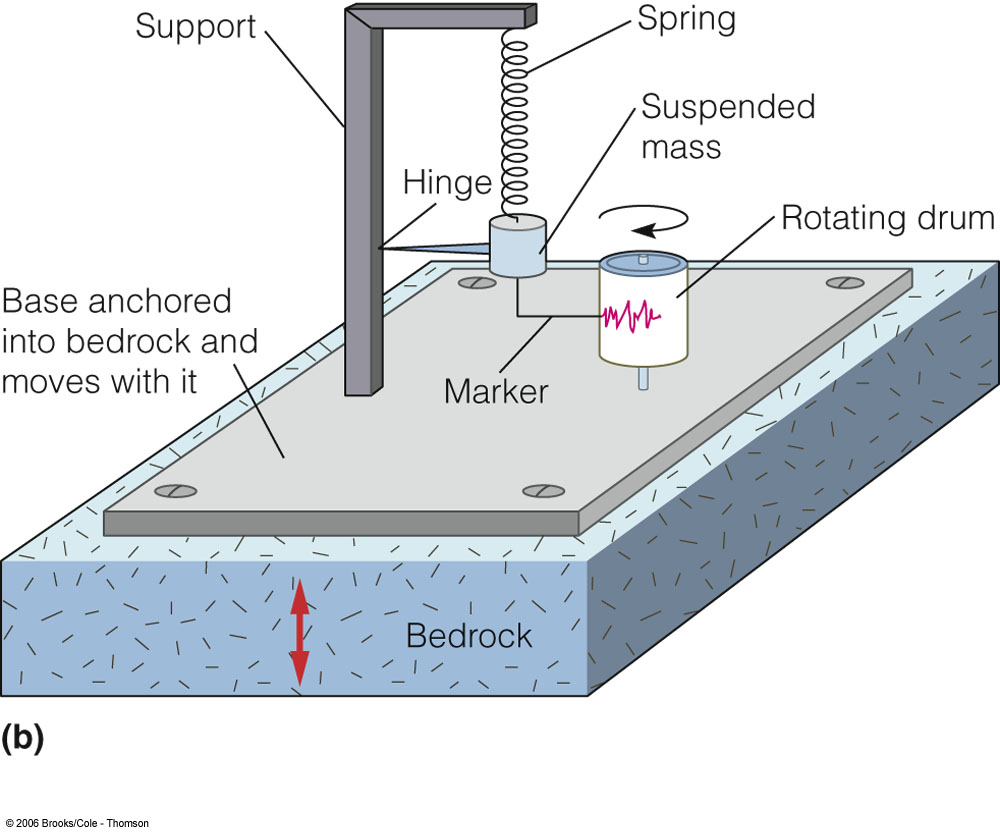 Support
Spring
Suspended
mass
Hinge
Rotating drum
Base anchored
into bedrock and
moves with it
Marker
Bedrock
(b)
© 2006 Brooks/Cole - Thomson